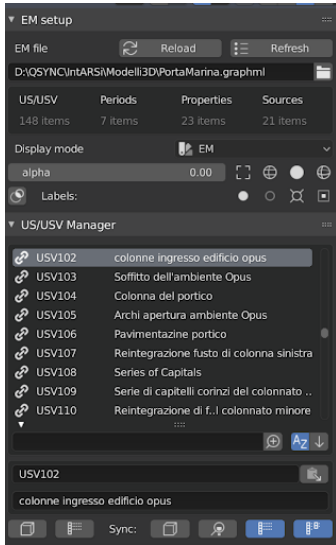 EM setup
EM file Reload Refresh
D:\QSYNC\IntARSi\Modelli3D\PortaMarina.graphml
US/USV Periods Properties Sources
148 items 7 items 23 items 21 items
Display mode EM
alpha 0.00
Labels:
US/USV Manager
USV102 colonne ingresso edificio opus
USV103 Soffitto dell'ambiente Opus
USV104 Colonna del portico
USV105 Archi apertura ambiente Opus
USV106 Pavimentazine portico
USV107 Reintegrazione fusto di colonna sinistra
USV108 Series of Capitals
USV109 Serie di capitelli corinzi del colonnato ..
USV110 Reintegrazione di f..l colonnato minore
AZ
USV102
colonne ingresso edificio opus
Sync: